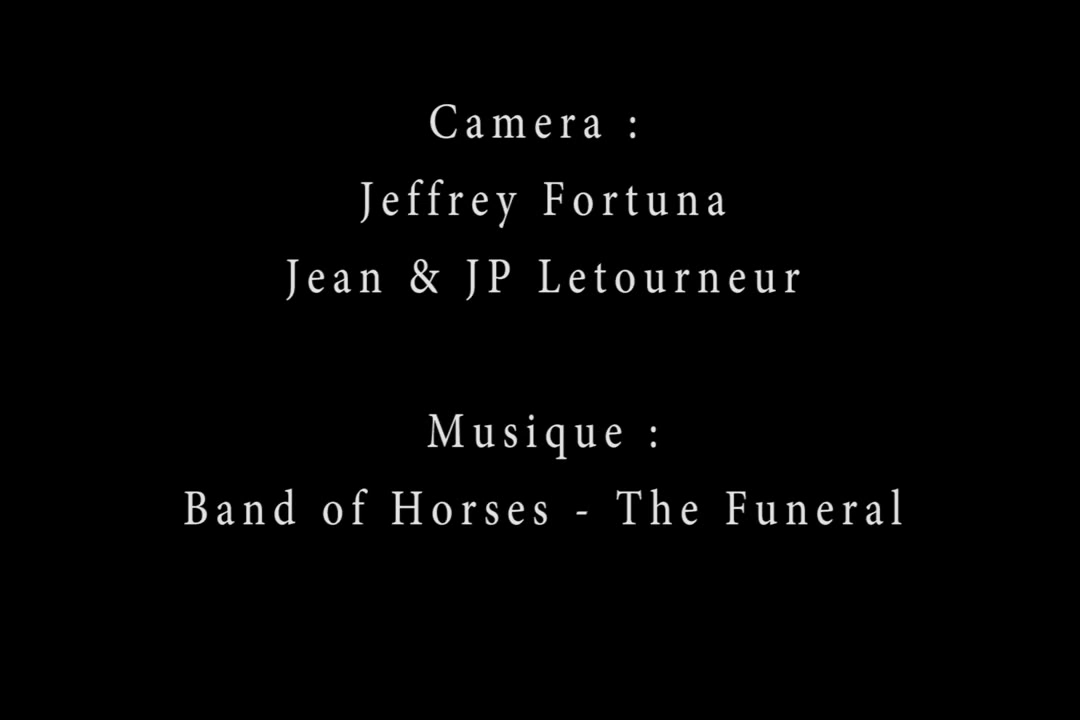 Camera :
Jeffrey Fortuna
Jean & JP Letourneur
Musique :
Band of Horses - The Funeral